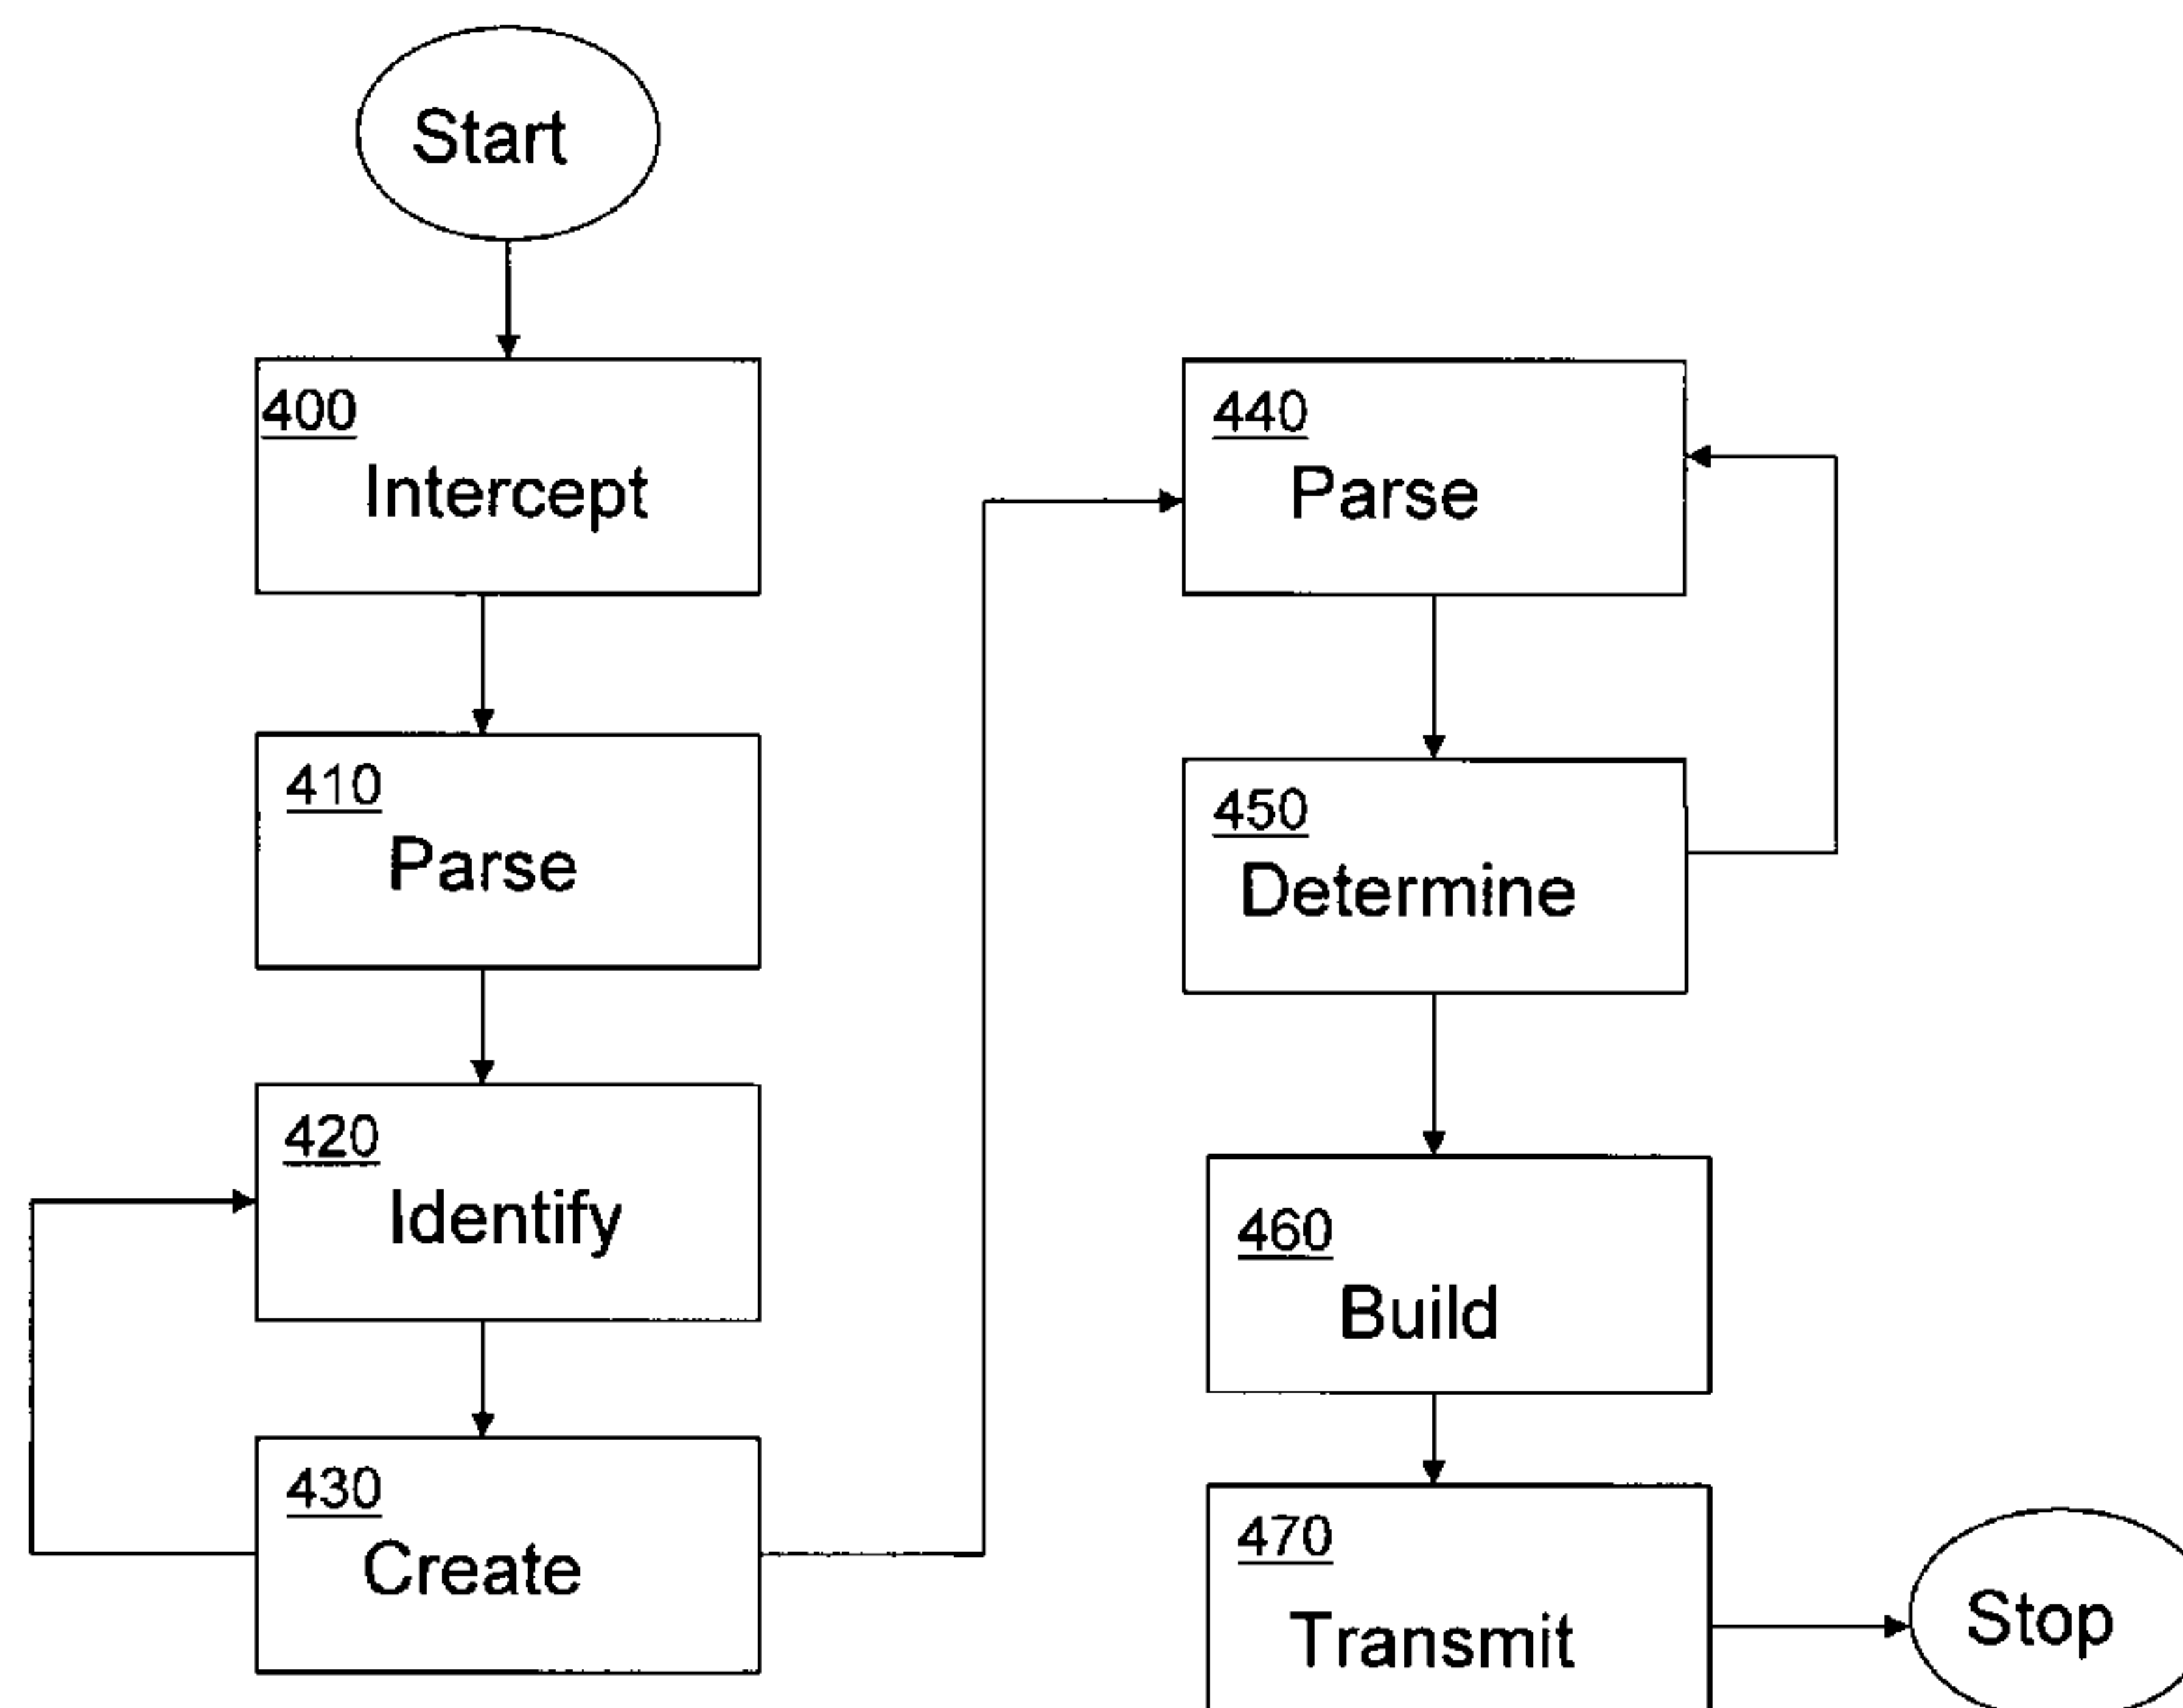 Start
400
Intercept
410
Parse
420
Identify
430
Create
440
Parse
450
Determine
460
Build
470
Transmit
Stop